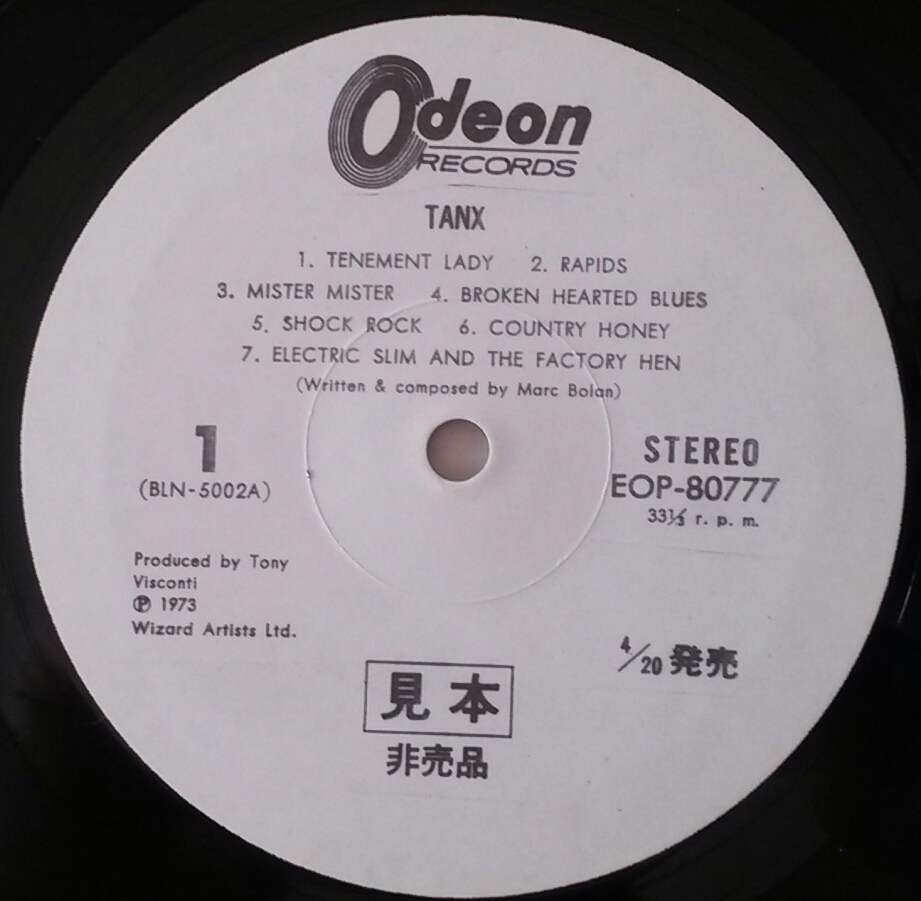 Odeon
RECORDS
TANX
1. TENEMENT LADY 2. RAPIDS
3. MISTER MISTER 4. BROKEN HEARTED BLUES
5. SHOCK ROCK 6. COUNTRY HONEY
7. ELECTRIC SLIM AND THE FACTORY HEN
(Written & composed by Marc Bolan)
1
(BLN-5002A)
STEREO
EOP-80777
33⅓ r. p. m.
Produced by Tony
Visconti
Ⓟ 1973
Wizard Artists Ltd.
4/20 発売
見本
非売品